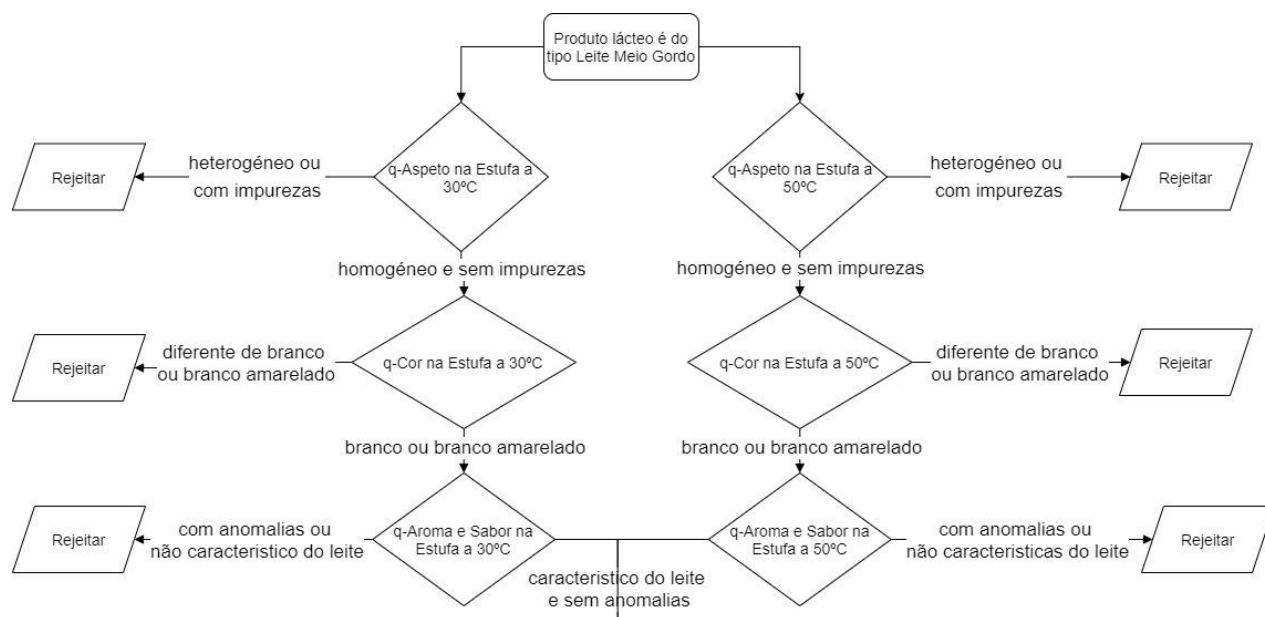 Produto lácteo é do
tipo Leite Meio Gordo
Rejeitar
heterogéneo ou
com impurezas
q-Aspeto na Estufa a
30ºC
q-Aspeto na Estufa a
50ºC
heterogéneo ou
com impurezas
Rejeitar
homogéneo e sem impurezas
homogéneo e sem impurezas
Rejeitar
diferente de branco
ou branco amarelado
q-Cor na Estufa a 30ºC
q-Cor na Estufa a 50ºC
diferente de branco
ou branco amarelado
Rejeitar
branco ou branco amarelado
branco ou branco amarelado
Rejeitar
com anomalias ou
não caracteristico do leite
q-Aroma e Sabor na
Estufa a 30ºC
q-Aroma e Sabor na
Estufa a 50ºC
com anomalias ou
não caracteristicas do leite
Rejeitar
caracteristico do leite
e sem anomalias